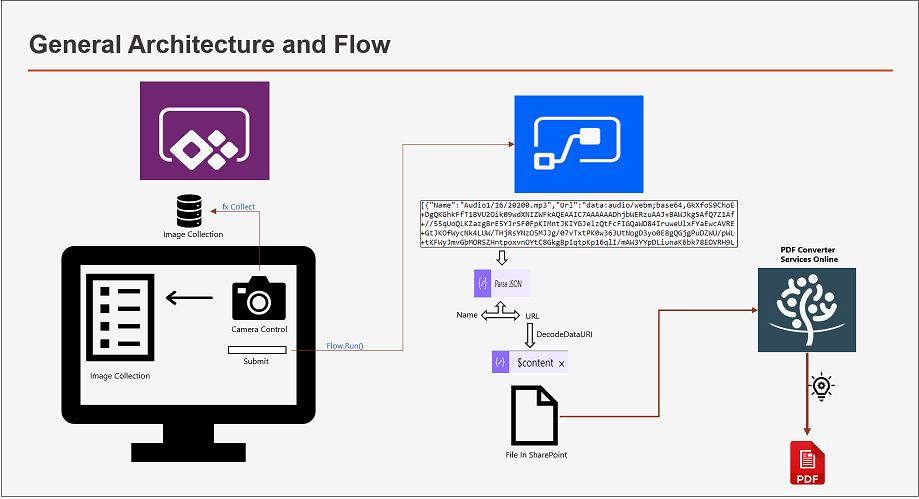 General Architecture and Flow
fx Collect
Image Collection
Camera Control
Submit
Image Collection
Flow.Run()
[{"Name":"Audio1/16/20200.mp3","Url":"data:audio/webm;base64,GkXfo59ChoE
+DgQKGhkFfT1BVU2Oik09wdXNIZWFkAQEAAIC7AAAAAADhjbWERzuAAJ+BAWJkgSAfQ7Z1Af
Parse JSON
Name
URL
DecodeDataURI
$content x
File In SharePoint
PDF Converter
Services Online
PDF